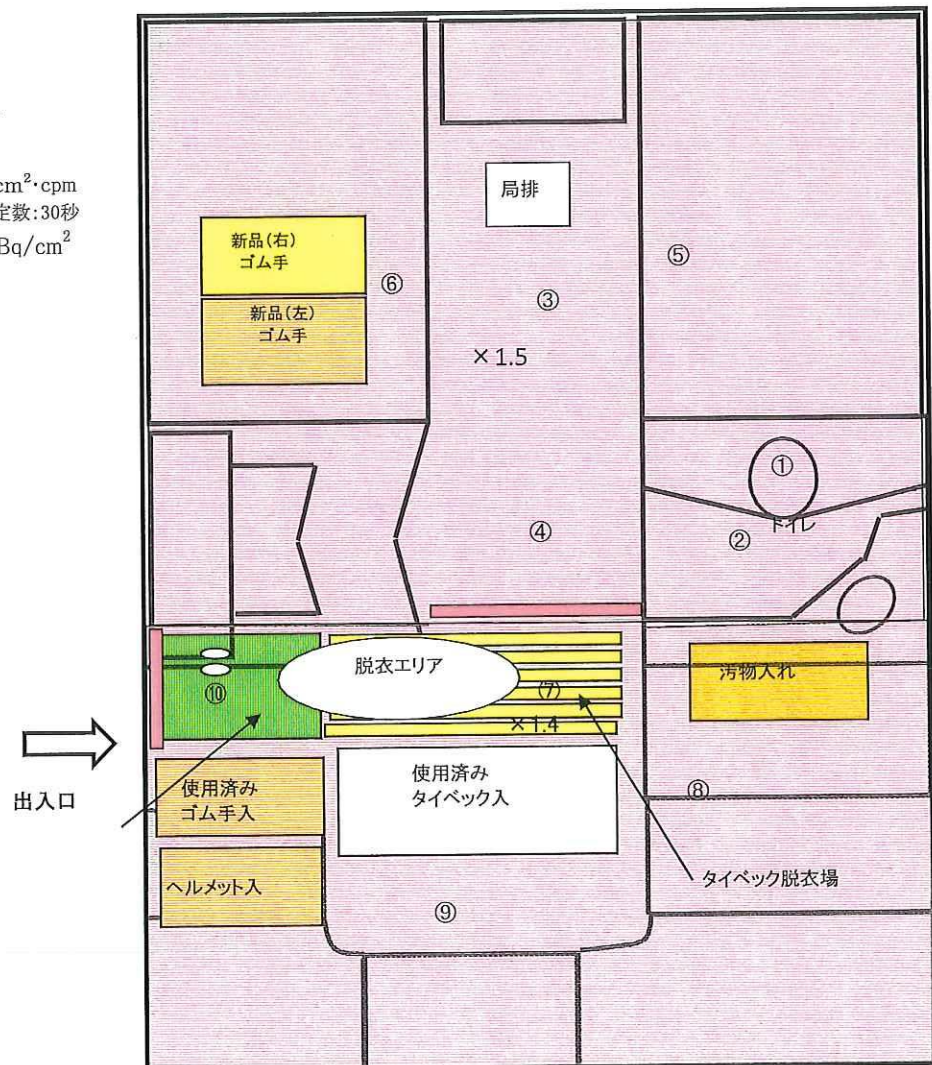 cm²・cpm
定数:30秒
Bq/cm²
局排
新品(右)
ゴム手
新品(左)
ゴム手
⑥
③
⑤
×1.5
①
トイレ
②
④
脱衣エリア
⑦
×1.4
⑩
汚物入れ
出入口
使用済み
ゴム手入
使用済み
タイベック入
⑧
ヘルメット入
タイベック脱衣場
⑨